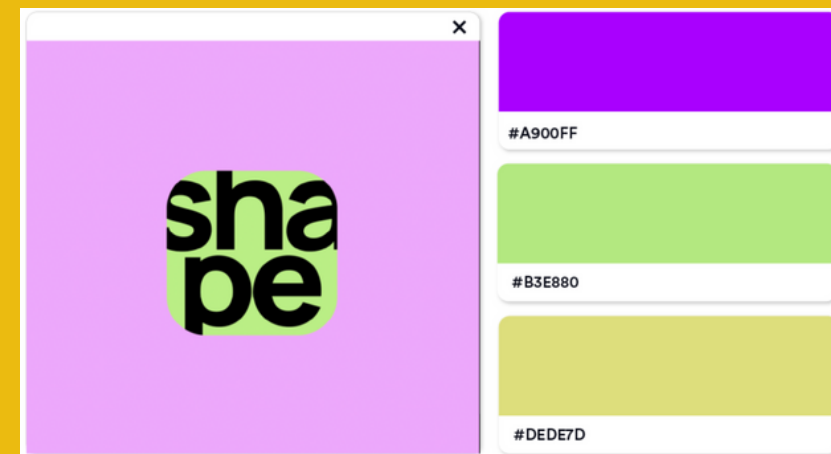 ×
sha
pe
#A900FF
#B3E880
#DEDE7D